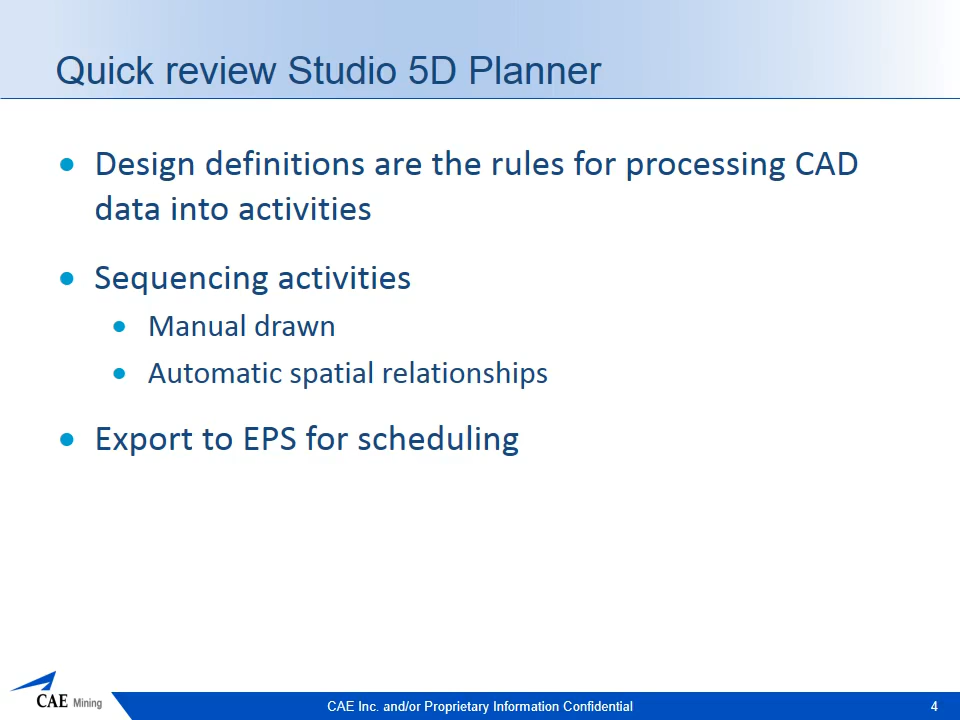 Quick review Studio 5D Planner
• Design definitions are the rules for processing CAD
data into activities
• Sequencing activities
• Manual drawn
• Automatic spatial relationships
• Export to EPS for scheduling
CAE Mining
CAE Inc. and/or Proprietary Information Confidential
4